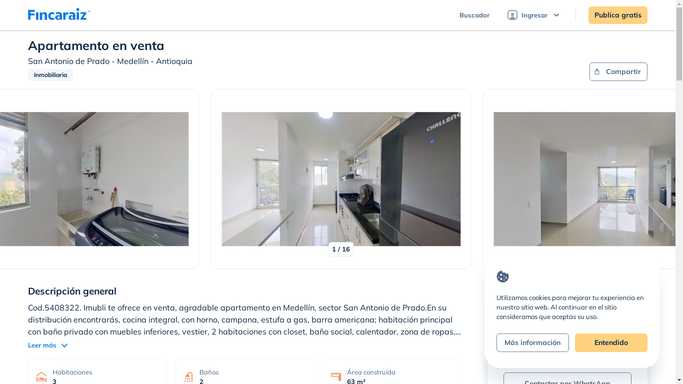 Fincaraiz
Buscador
Ingresar
Publica gratis
Apartamento en venta
San Antonio de Prado - Medellín - Antioquia
Inmobiliaria
Compartir
CHALLENGER
1 / 16
Descripción general
Cod.5408322. Imubli te ofrece en venta, agradable apartamento en Medellín, sector San Antonio de Prado.En su
distribución encontrarás, cocina integral, con horno, campana, estufa a gas, barra americana; habitación principal
con baño privado con muebles inferiores, vestier, 2 habitaciones con closet, baño social, calentador, zona de ropas,...
Leer más
Habitaciones
3
Baños
2
Área construida
63 m²
Utilizamos cookies para mejorar tu experiencia en
nuestro sitio web. Al continuar en el sitio
consideramos que aceptas su uso.
Más información
Entendido
Contactar por WhatsApp